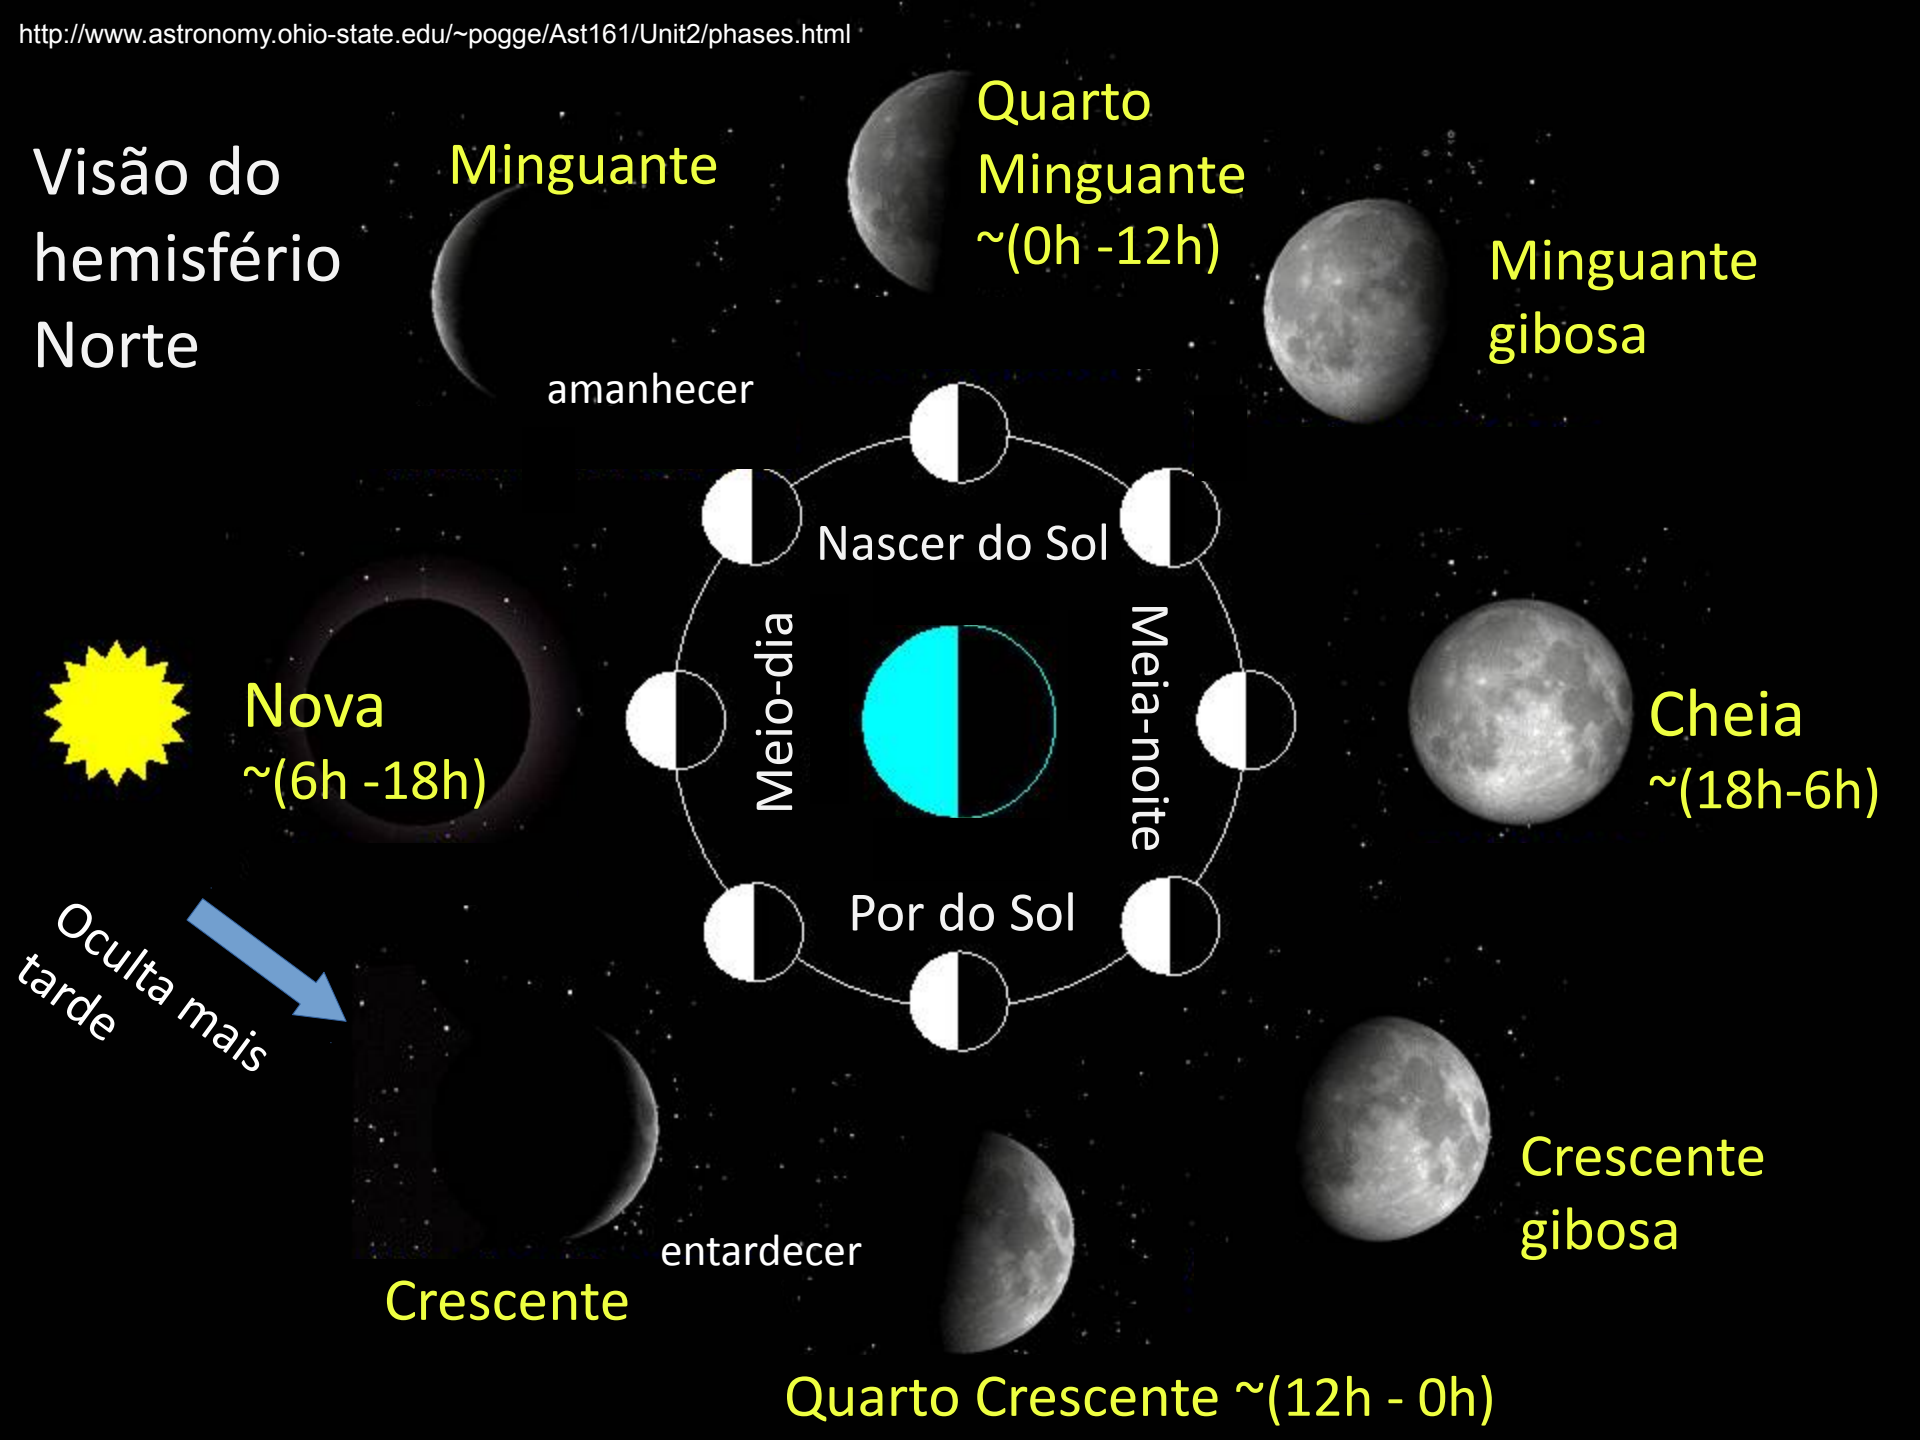 http://www.astronomy.ohio-state.edu/~pogge/Ast161/Unit2/phases.html
Visão do
hemisfério
Norte
Minguante
Quarto
Minguante
~(0h -12h)
Minguante
gibosa
amanhecer
Nascer do Sol
Meio-dia
Meia-noite
Nova
~(6h -18h)
Cheia
~(18h-6h)
Por do Sol
Oculta mais
tarde
Crescente
gibosa
entardecer
Crescente
Quarto Crescente ~(12h - 0h)